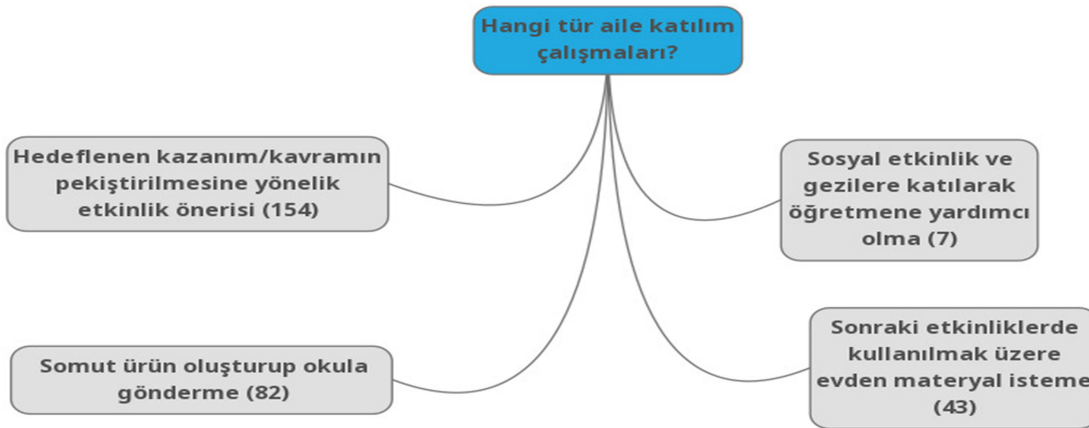 Hangi tür aile katılım
çalışmaları?
Hedeflenen kazanım/kavramın
pekiştirilmesine yönelik
etkinlik önerisi (154)
Sosyal etkinlik ve
gezilere katılarak
öğretmene yardımcı
olma (7)
Somut ürün oluşturup okula
gönderme (82)
Sonraki etkinliklerde
kullanılmak üzere
evden materyal isteme
(43)